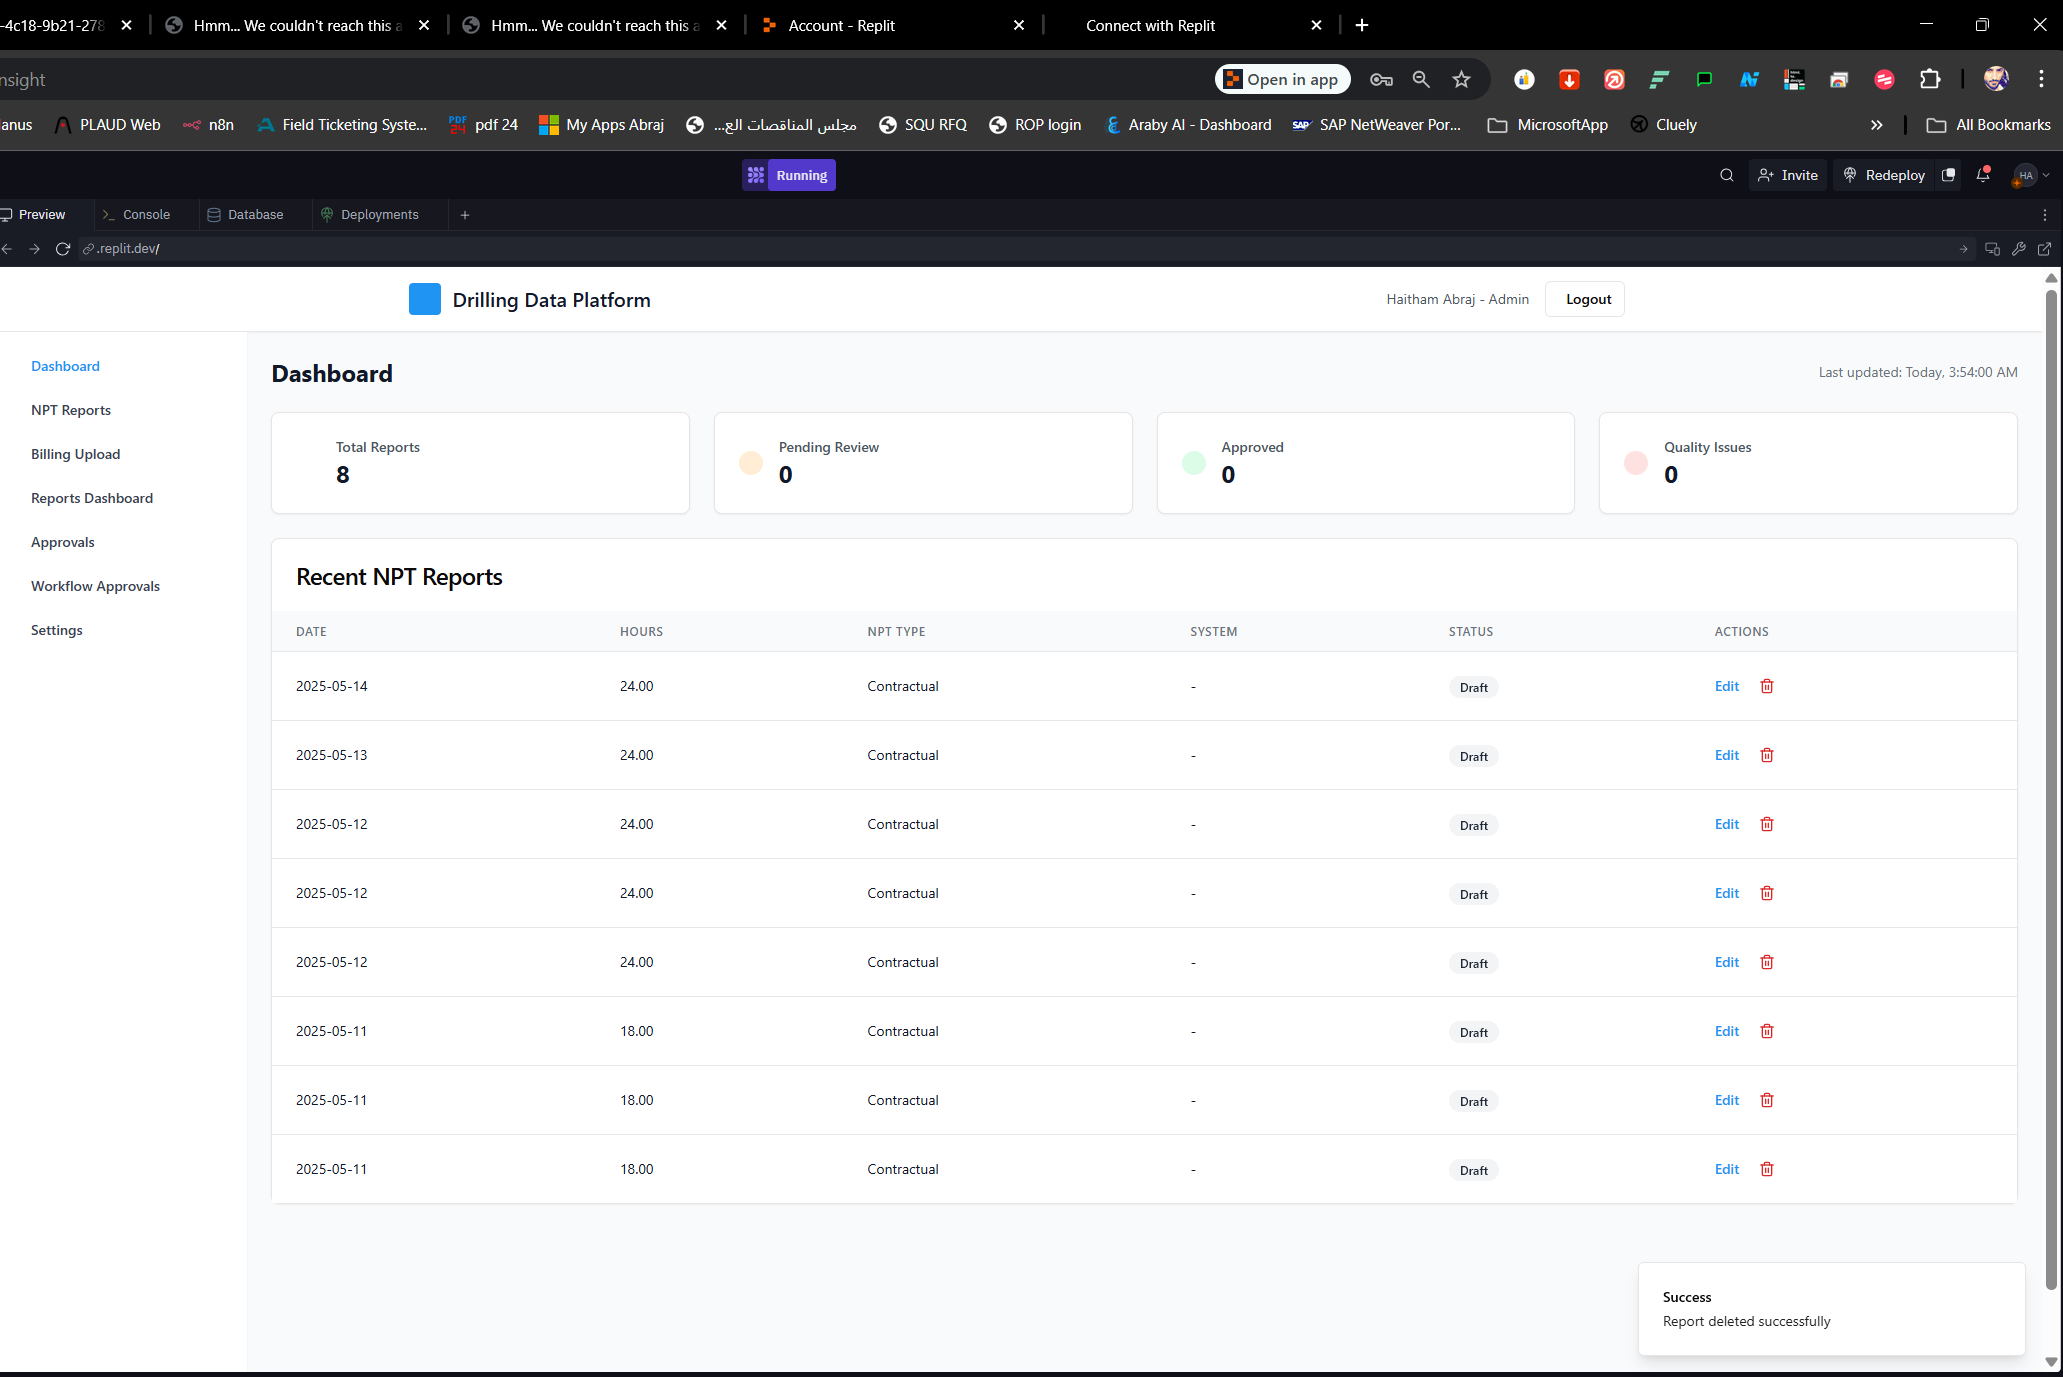 -4c18-9b21-278
Hmm... We couldn't reach this a
Hmm... We couldn't reach this a
Account - Replit
Connect with Replit
nsight
Open in app
anus
PLAUD Web
n8n
Field Ticketing Syste...
pdf 24
My Apps Abraj
مجلس المناقصات الع...
SQU RFQ
ROP login
Araby AI - Dashboard
SAP NetWeaver Por...
MicrosoftApp
Cluely
All Bookmarks
Running
Invite
Redeploy
HA
Preview
Console
Database
Deployments
.replit.dev/
Drilling Data Platform
Haitham Abraj - Admin
Logout
Dashboard
NPT Reports
Billing Upload
Reports Dashboard
Approvals
Workflow Approvals
Settings
Dashboard
Last updated: Today, 3:54:00 AM
Total Reports
8
Pending Review
0
Approved
0
Quality Issues
0
Recent NPT Reports
DATE HOURS NPT TYPE SYSTEM STATUS ACTIONS
2025-05-14 24.00 Contractual - Draft Edit
2025-05-13 24.00 Contractual - Draft Edit
2025-05-12 24.00 Contractual - Draft Edit
2025-05-12 24.00 Contractual - Draft Edit
2025-05-12 24.00 Contractual - Draft Edit
2025-05-11 18.00 Contractual - Draft Edit
2025-05-11 18.00 Contractual - Draft Edit
2025-05-11 18.00 Contractual - Draft Edit
Success
Report deleted successfully